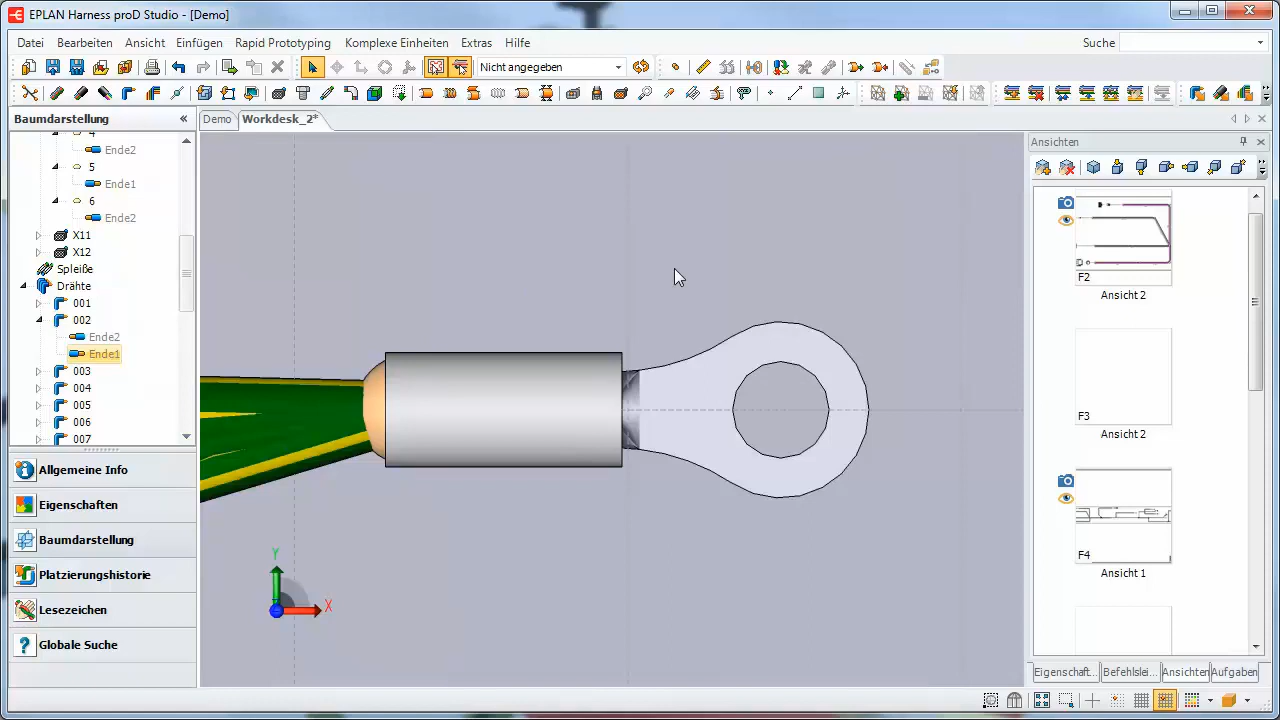 EPLAN Harness proD Studio - [Demo]
Datei Bearbeiten Ansicht Einfügen Rapid Prototyping Komplexe Einheiten Extras Hilfe Suche
Nicht angegeben
Baumdarstellung «
Demo Workdesk_2*
Ansichten
4
Ende2
5
Ende1
6
Ende2
X11
X12
Spleiße
Drähte
001
002
Ende2
Ende1
003
004
005
006
007
Allgemeine Info
Eigenschaften
Baumdarstellung
Platzierungshistorie
Lesezeichen
Globale Suche
Y
X
F2
Ansicht 2
F3
Ansicht 2
F4
Ansicht 1
Eigenschaft... Befehlslei... Ansichten Aufgaben